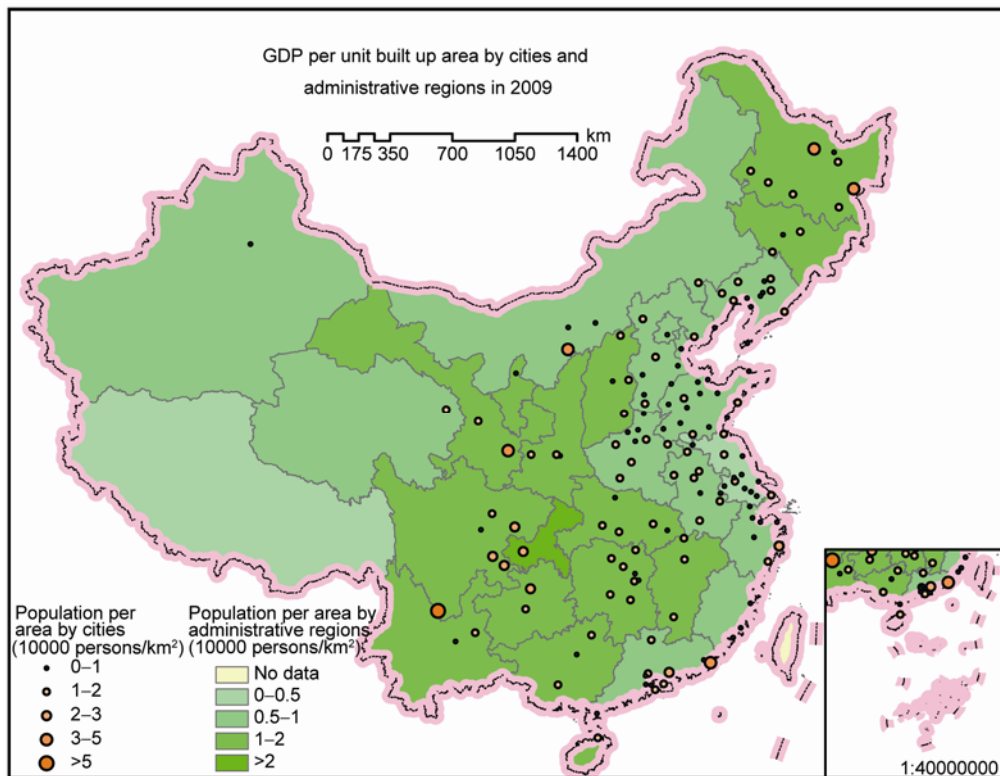 GDP per unit built up area by cities and
administrative regions in 2009
km
0 175 350 700 1050 1400
Population per
area by cities
(10000 persons/km²)
0–1
1–2
2–3
3–5
>5
Population per area by
administrative regions
(10000 persons/km²)
No data
0–0.5
0.5–1
1–2
>2
1:40000000